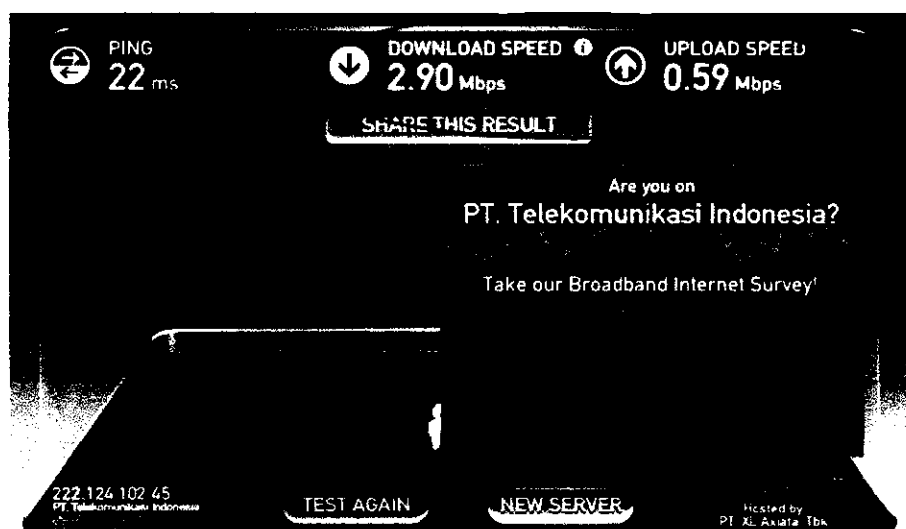 PING
22 ms
DOWNLOAD SPEED
2.90 Mbps
UPLOAD SPEED
0.59 Mbps
SHARE THIS RESULT
Are you on
PT. Telekomunikasi Indonesia?
Take our Broadband Internet Survey!
222.124.102.45
PT. Telekomunikasi Indonesia
TEST AGAIN
NEW SERVER
Hosted by
PT. XL Axiata Tbk